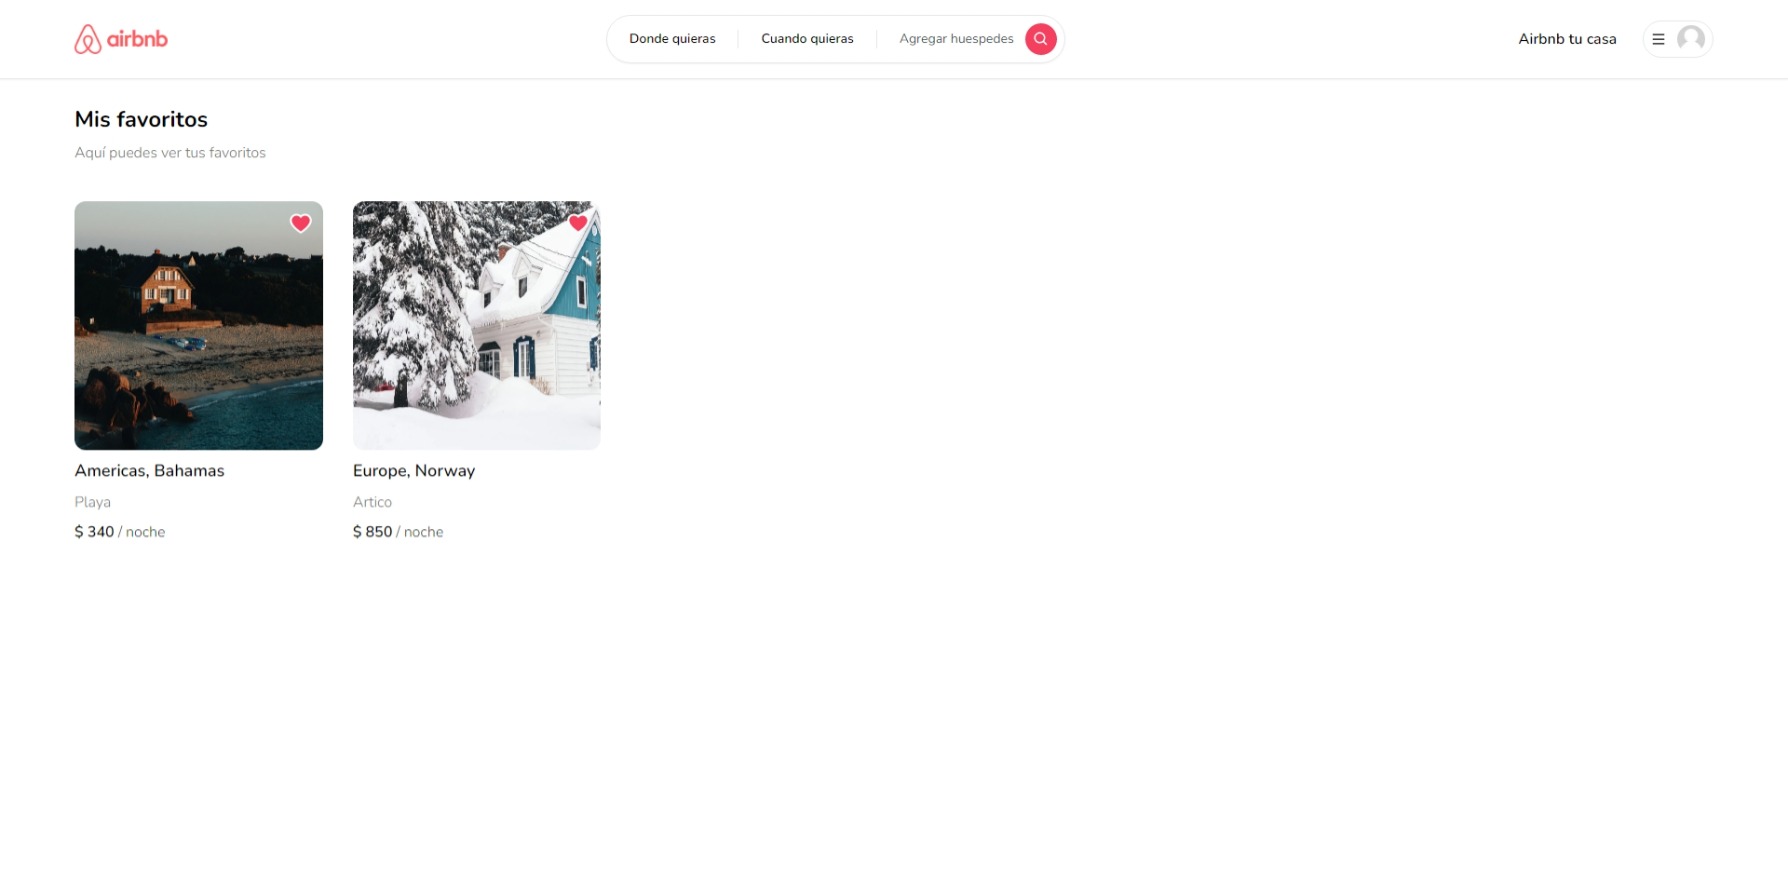 airbnb
Donde quieras
Cuando quieras
Agregar huespedes
Airbnb tu casa
Mis favoritos
Aquí puedes ver tus favoritos
Americas, Bahamas
Playa
$ 340 / noche
Europe, Norway
Artico
$ 850 / noche